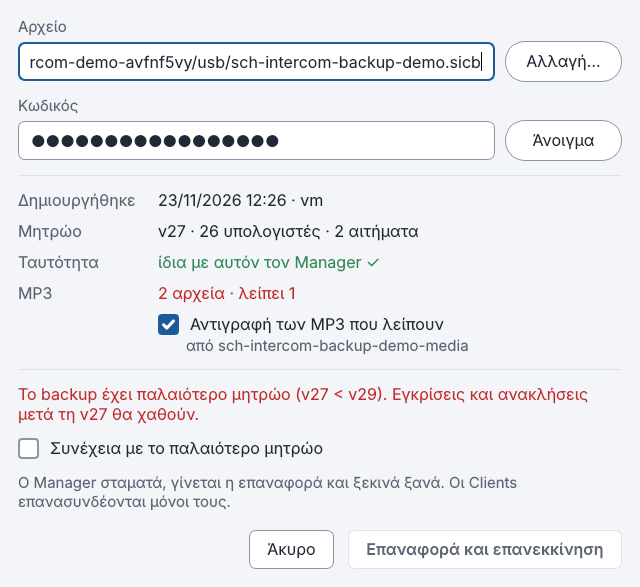 Αρχείο
rcom-demo-avfnf5vy/usb/sch-intercom-backup-demo.sicb
Αλλαγή...
Κωδικός
●●●●●●●●●●●●●●●●●
Άνοιγμα
Δημιουργήθηκε 23/11/2026 12:26 · vm
Μητρώο v27 · 26 υπολογιστές · 2 αιτήματα
Ταυτότητα ίδια με αυτόν τον Manager ✓
MP3 2 αρχεία · λείπει 1
Αντιγραφή των MP3 που λείπουν
από sch-intercom-backup-demo-media
Το backup έχει παλαιότερο μητρώο (v27 < v29). Εγκρίσεις και ανακλήσεις
μετά τη v27 θα χαθούν.
Συνέχεια με το παλαιότερο μητρώο
Ο Manager σταματά, γίνεται η επαναφορά και ξεκινά ξανά. Οι Clients
επανασυνδέονται μόνοι τους.
Άκυρο
Επαναφορά και επανεκκίνηση